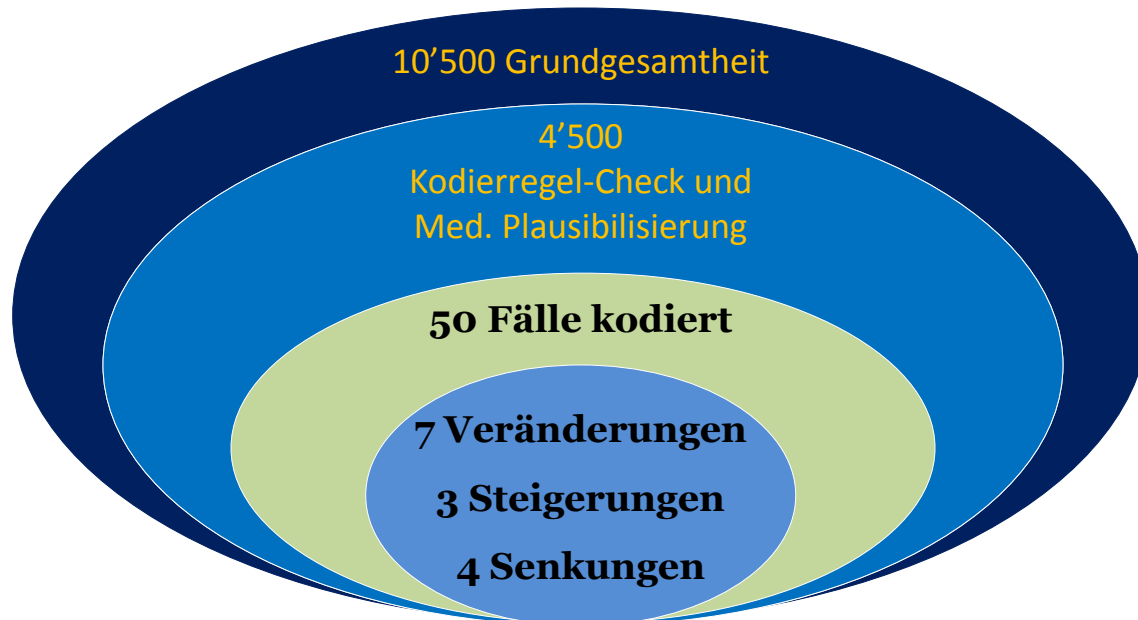 10’500 Grundgesamtheit
4’500
Kodierregel-Check und
Med. Plausibilisierung
50 Fälle kodiert
7 Veränderungen
3 Steigerungen
4 Senkungen